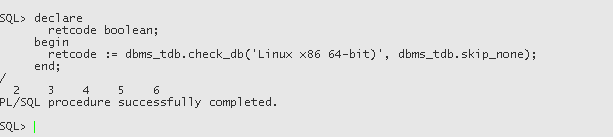 SQL> declare
retcode boolean;
begin
retcode := dbms_tdb.check_db('Linux x86 64-bit)', dbms_tdb.skip_none);
end;
/
2 3 4 5 6
PL/SQL procedure successfully completed.
SQL>